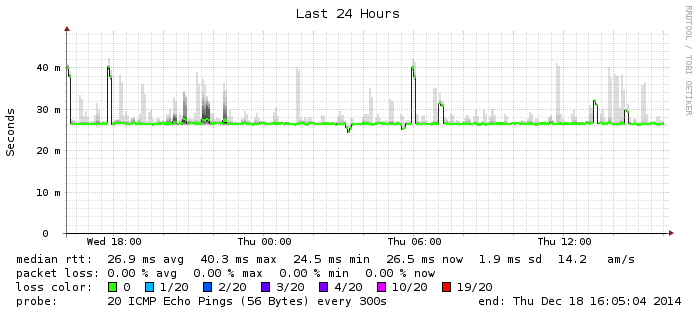 Last 24 Hours
RRDTOOL / TOBI OETIKER
Seconds
40 m
30 m
20 m
10 m
0
Wed 18:00 Thu 00:00 Thu 06:00 Thu 12:00
median rtt: 26.9 ms avg 40.3 ms max 24.5 ms min 26.5 ms now 1.9 ms sd 14.2 am/s
packet loss: 0.00 % avg 0.00 % max 0.00 % min 0.00 % now
loss color: 0 1/20 2/20 3/20 4/20 10/20 19/20
probe: 20 ICMP Echo Pings (56 Bytes) every 300s end: Thu Dec 18 16:05:04 2014